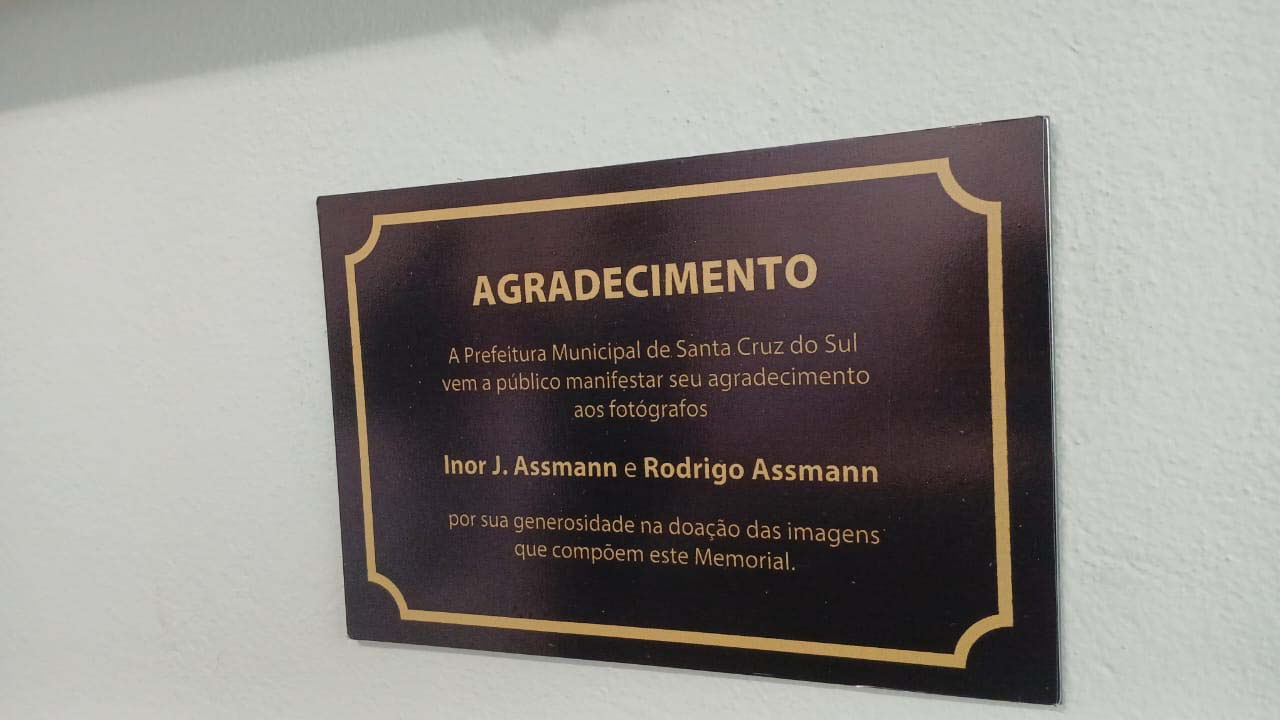 AGRADECIMENTO
A Prefeitura Municipal de Santa Cruz do Sul
vem a público manifestar seu agradecimento
aos fotógrafos
Inor J. Assmann e Rodrigo Assmann
por sua generosidade na doação das imagens
que compõem este Memorial.